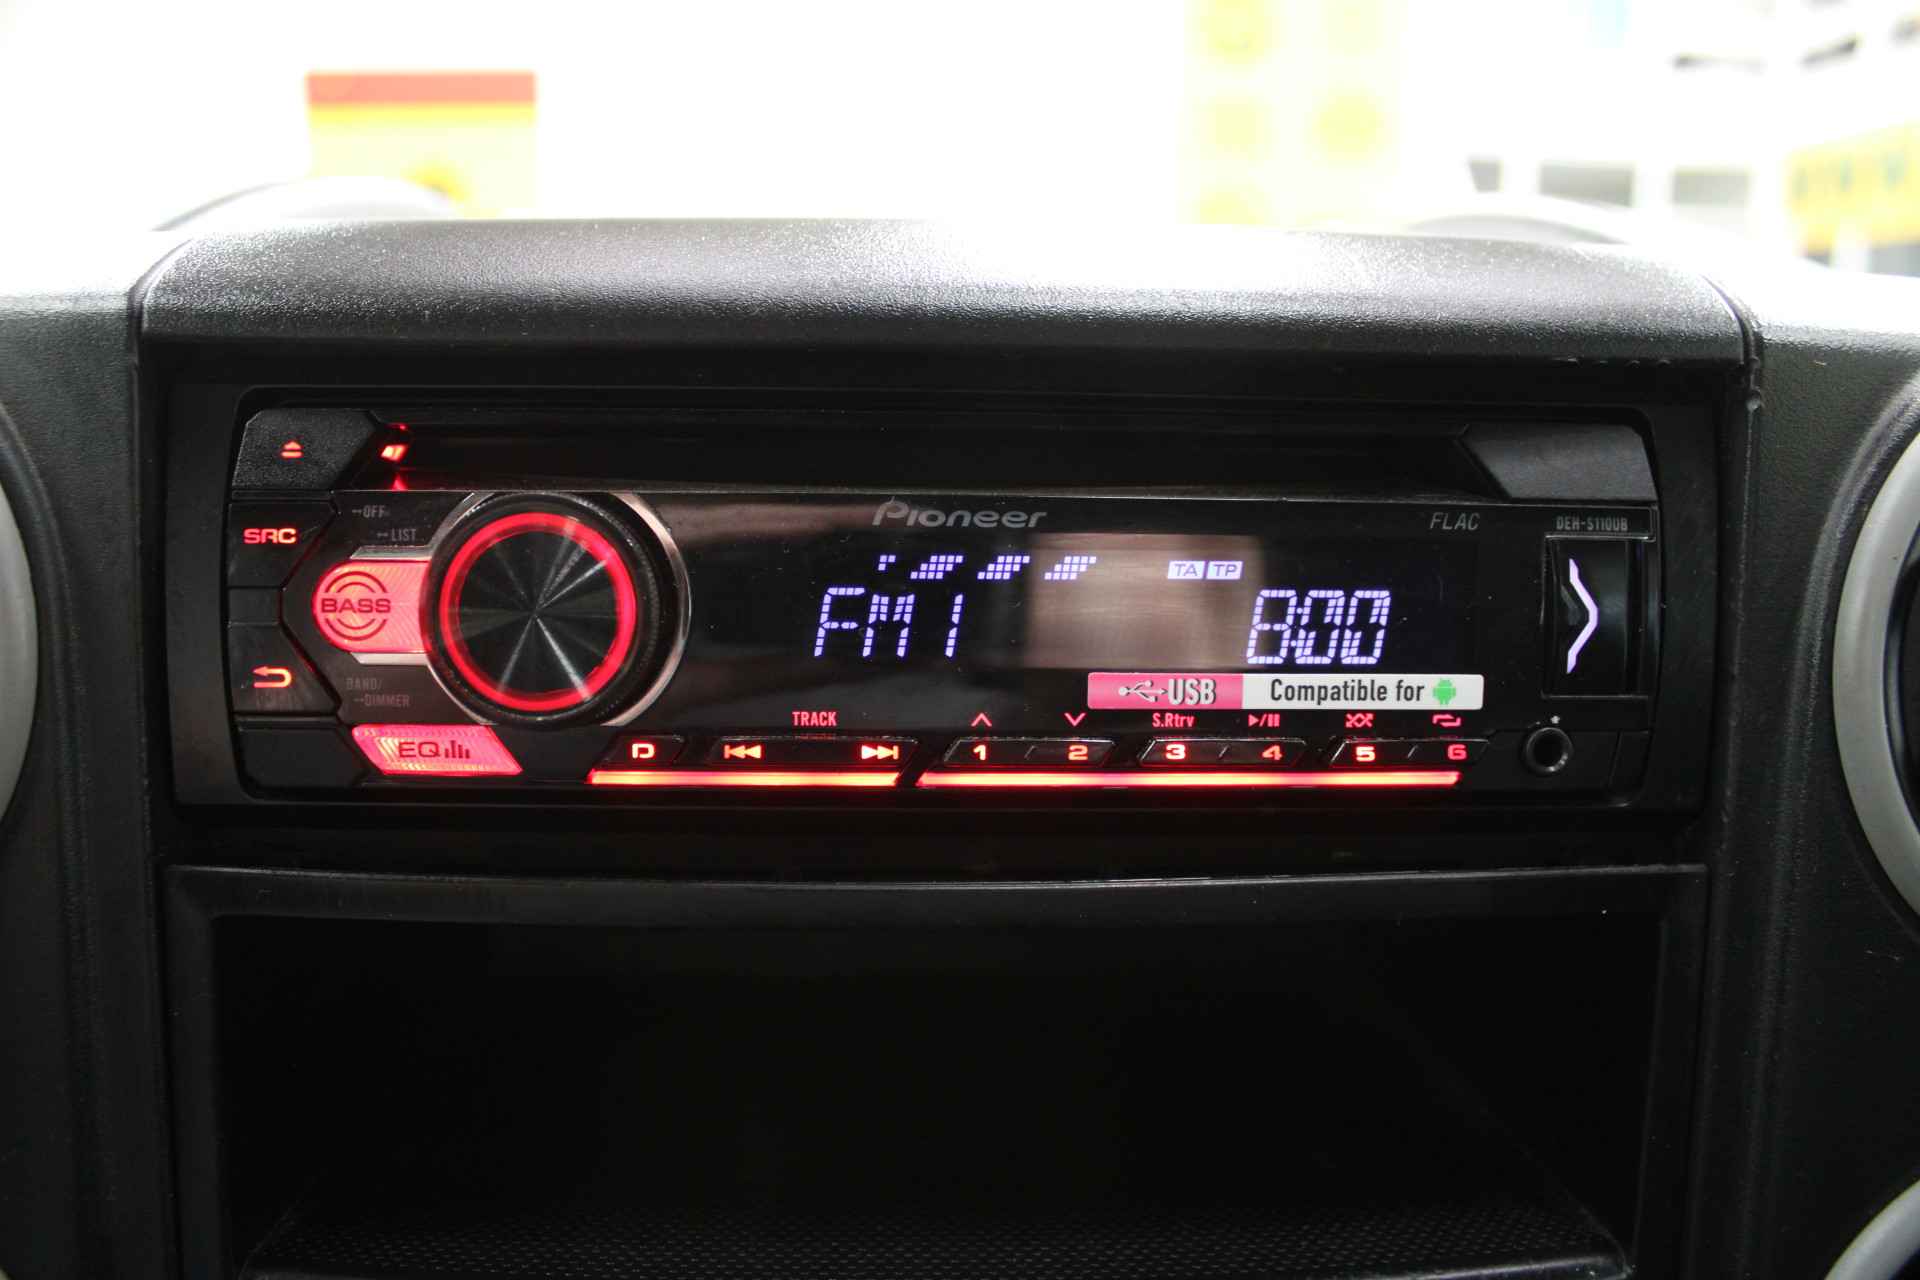 Pioneer
FLAC
DEH-S110UB
OFF
LIST
SRC
TA TP
BASS
FM1
8:00
BAND/
DIMMER
USB Compatible for
TRACK
S.Rtrv
EQ
D
1 2 3 4 5 6